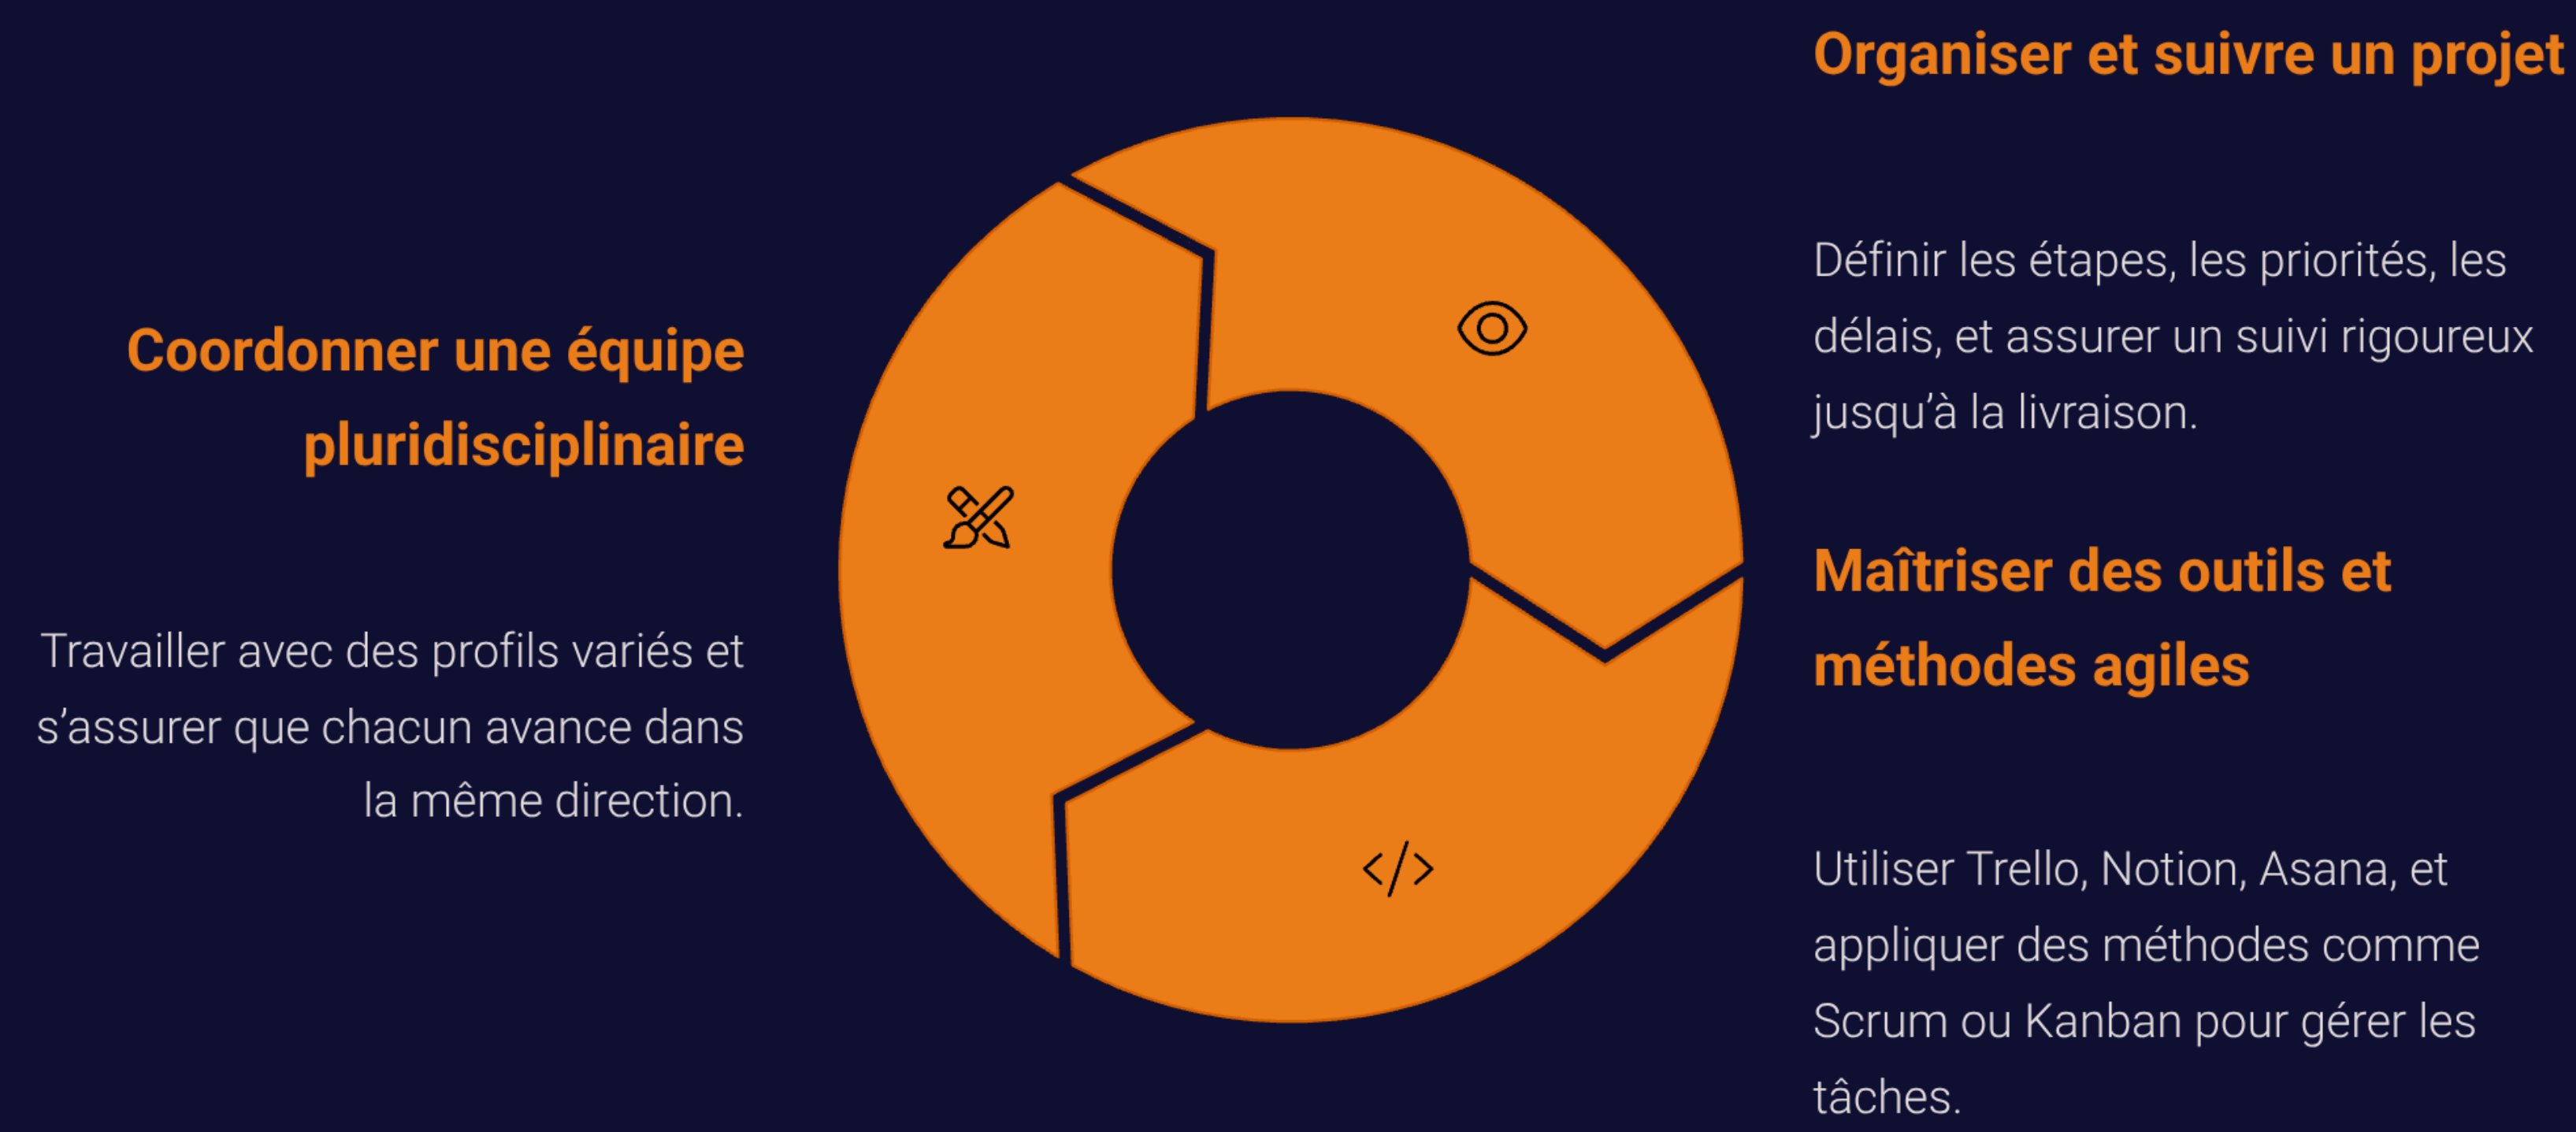 Organiser et suivre un projet
Définir les étapes, les priorités, les
délais, et assurer un suivi rigoureux
jusqu’à la livraison.
Maîtriser des outils et
méthodes agiles
Utiliser Trello, Notion, Asana, et
appliquer des méthodes comme
Scrum ou Kanban pour gérer les
tâches.
Coordonner une équipe
pluridisciplinaire
Travailler avec des profils variés et
s’assurer que chacun avance dans
la même direction.